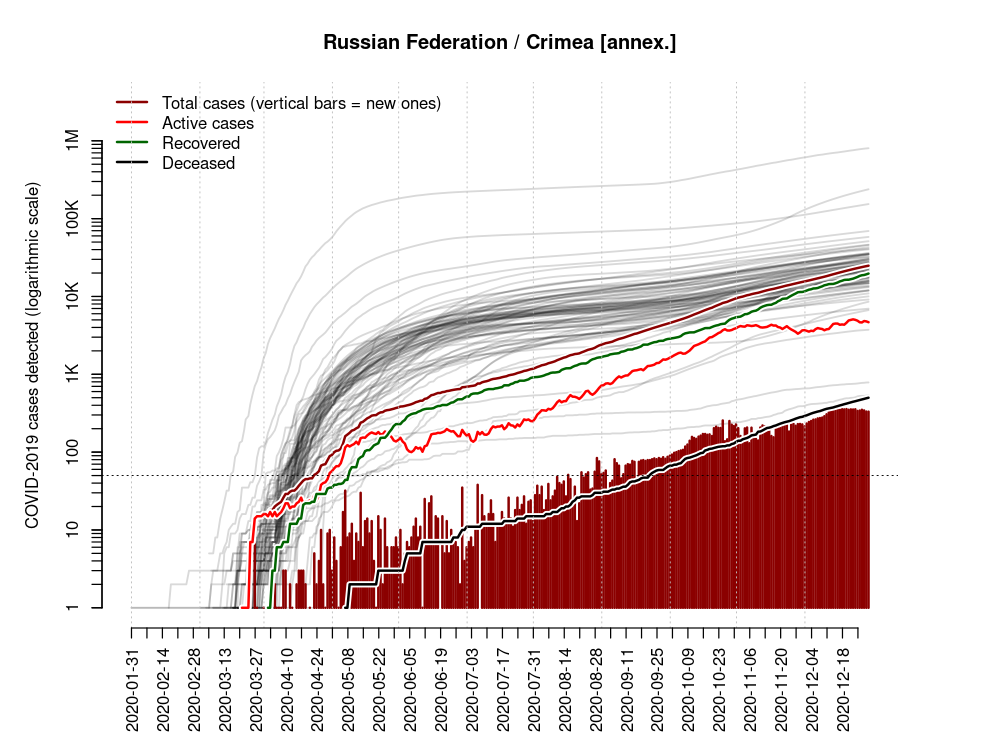 Russian Federation / Crimea [annex.]
Total cases (vertical bars = new ones)
Active cases
Recovered
Deceased
COVID-2019 cases detected (logarithmic scale)
1M
100K
10K
1K
100
10
1
2020-01-31
2020-02-14
2020-02-28
2020-03-13
2020-03-27
2020-04-10
2020-04-24
2020-05-08
2020-05-22
2020-06-05
2020-06-19
2020-07-03
2020-07-17
2020-07-31
2020-08-14
2020-08-28
2020-09-11
2020-09-25
2020-10-09
2020-10-23
2020-11-06
2020-11-20
2020-12-04
2020-12-18